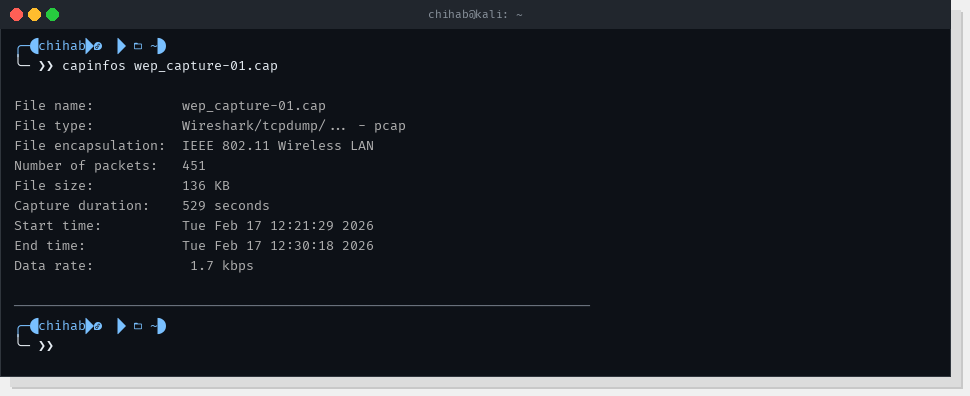 chihab@kali: ~
chihab ~
❯❯ capinfos wep_capture-01.cap
File name: wep_capture-01.cap
File type: Wireshark/tcpdump/... - pcap
File encapsulation: IEEE 802.11 Wireless LAN
Number of packets: 451
File size: 136 KB
Capture duration: 529 seconds
Start time: Tue Feb 17 12:21:29 2026
End time: Tue Feb 17 12:30:18 2026
Data rate: 1.7 kbps
chihab ~
❯❯